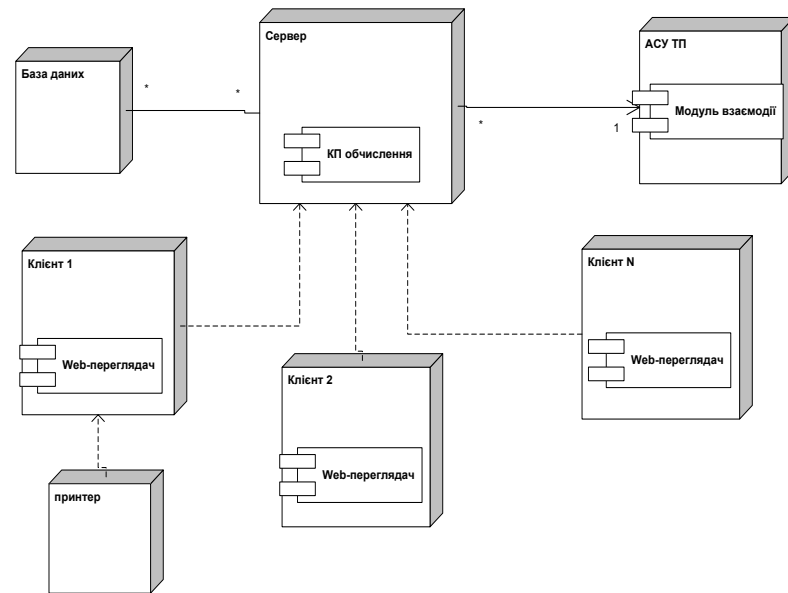 Сервер
АСУ ТП
База даних
*
*
Модуль взаємодії
*
1
КП обчислення
Клієнт 1
Клієнт N
Web-переглядач
Web-переглядач
Клієнт 2
Web-переглядач
принтер